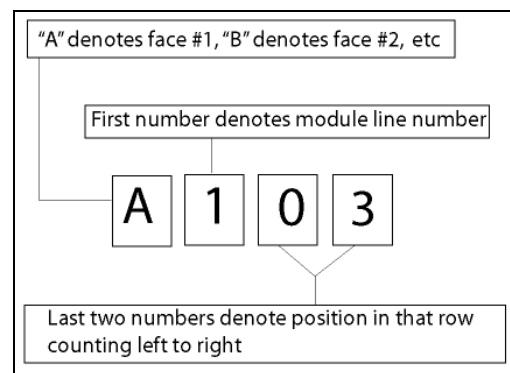 “A” denotes face #1, “B” denotes face #2, etc
First number denotes module line number
A 1 0 3
Last two numbers denote position in that row
counting left to right